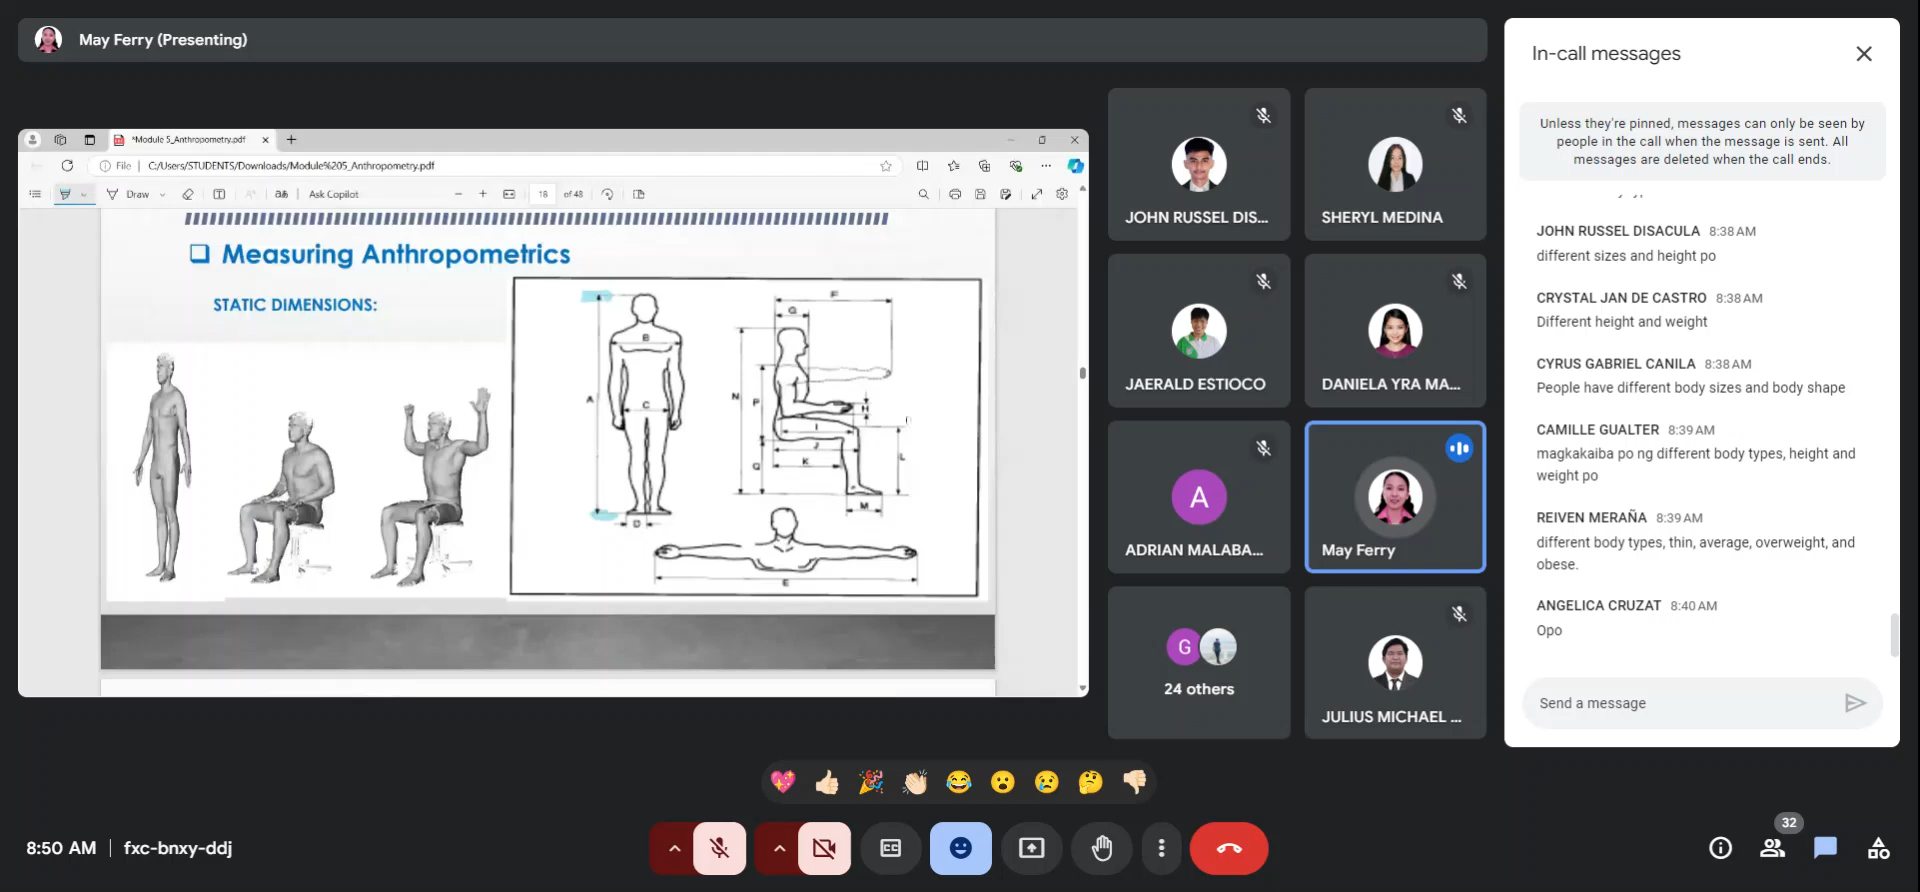 May Ferry (Presenting)
*Module 5_Anthropometry.pdf
File
C:/Users/STUDENTS/Downloads/Module%205_Anthropometry.pdf
Draw
Ask Copilot
18
of 48
Measuring Anthropometrics
STATIC DIMENSIONS:
A
B
C
D
F
G
N
P
H
I
J
K
L
Q
M
E
JOHN RUSSEL DIS...
SHERYL MEDINA
JAERALD ESTIOCO
DANIELA YRA MA...
A
ADRIAN MALABA...
May Ferry
G
24 others
JULIUS MICHAEL ...
In-call messages
Unless they're pinned, messages can only be seen by
people in the call when the message is sent. All
messages are deleted when the call ends.
JOHN RUSSEL DISACULA 8:38 AM
different sizes and height po
CRYSTAL JAN DE CASTRO 8:38 AM
Different height and weight
CYRUS GABRIEL CANILA 8:38 AM
People have different body sizes and body shape
CAMILLE GUALTER 8:39 AM
magkakaiba po ng different body types, height and
weight po
REIVEN MERAÑA 8:39 AM
different body types, thin, average, overweight, and
obese.
ANGELICA CRUZAT 8:40 AM
Opo
Send a message
8:50 AM
fxc-bnxy-ddj
32